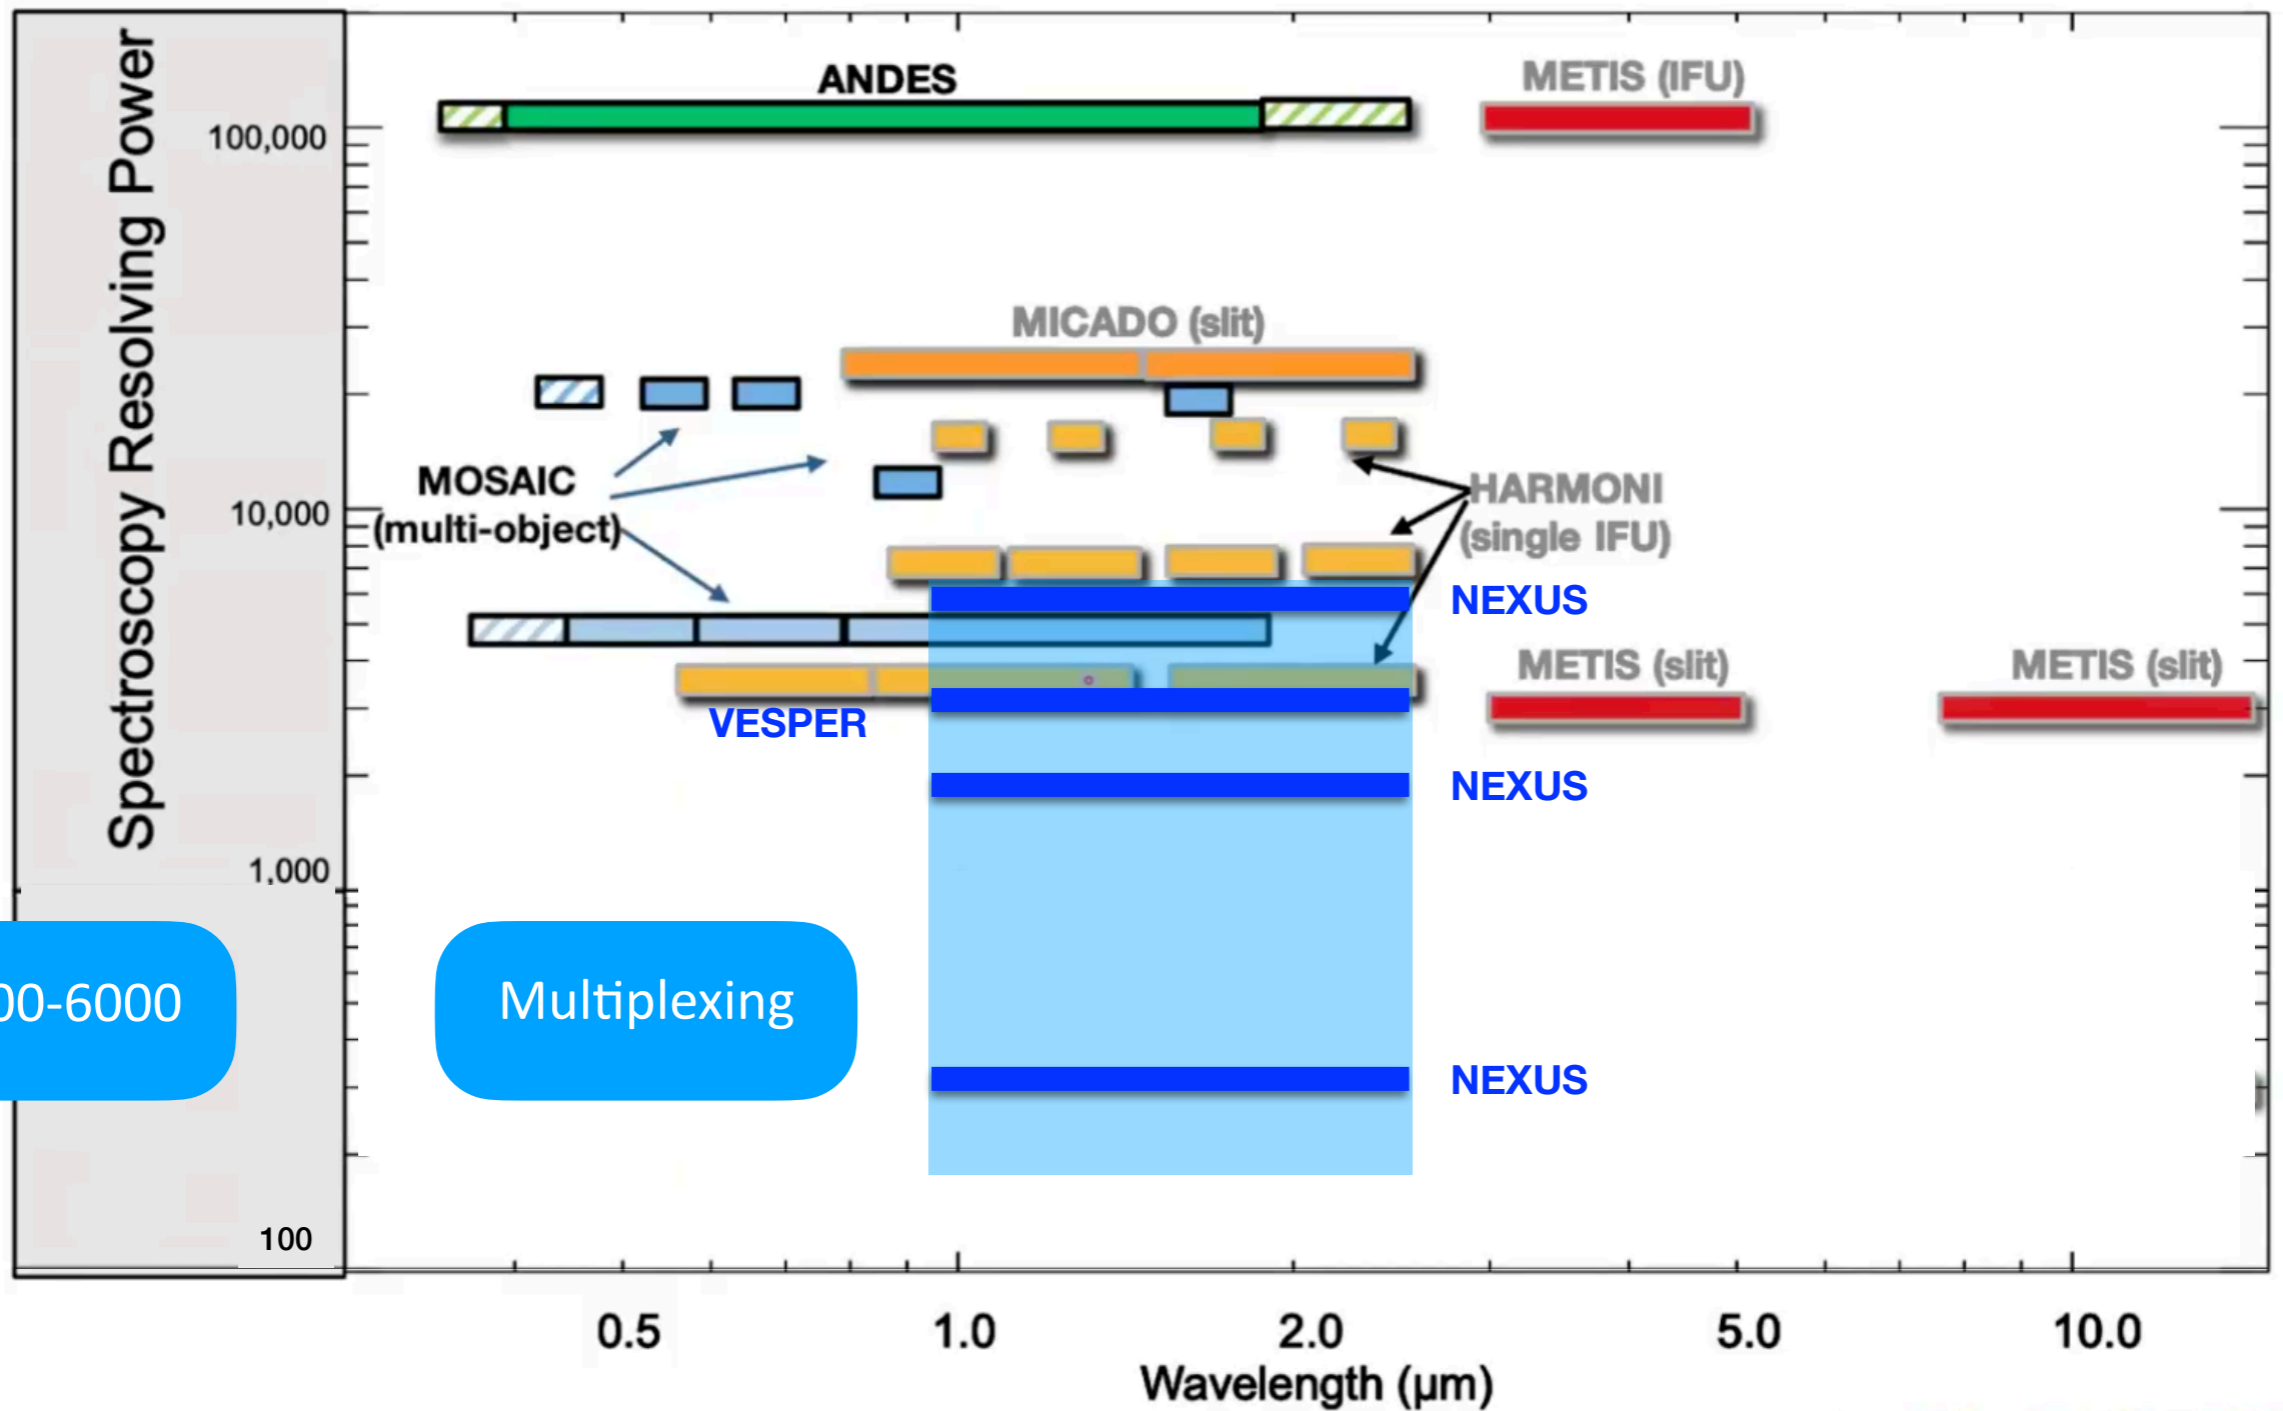 Spectroscopy Resolving Power
100,000
10,000
1,000
100
ANDES
METIS (IFU)
MICADO (slit)
MOSAIC
(multi-object)
HARMONI
(single IFU)
NEXUS
METIS (slit)
METIS (slit)
VESPER
NEXUS
NEXUS
00-6000
Multiplexing
0.5
1.0
2.0
5.0
10.0
Wavelength (µm)